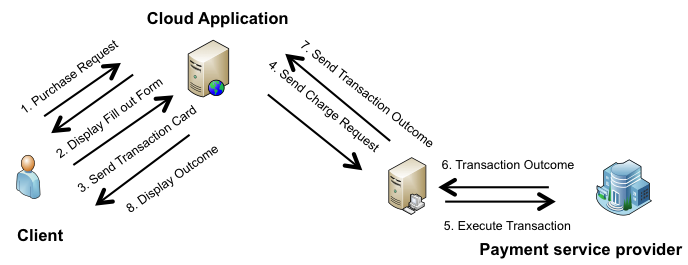 Cloud Application
1. Purchase Request
2. Display Fill out Form
3. Send Transaction Card
8. Display Outcome
7. Send Transaction Outcome
4. Send Charge Request
6. Transaction Outcome
5. Execute Transaction
Client
Payment service provider